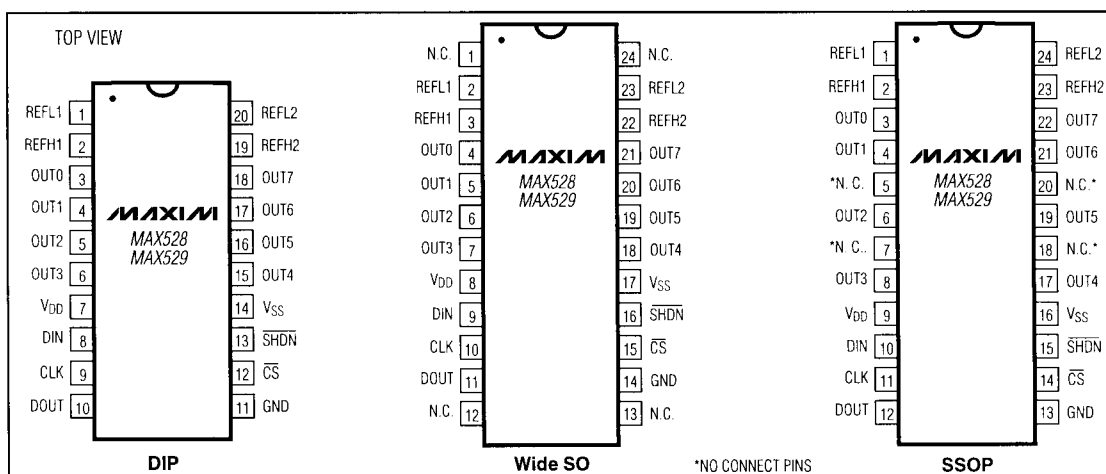 TOP VIEW
REFL1 1 20 REFL2
REFH1 2 19 REFH2
OUT0 3 18 OUT7
OUT1 4 17 OUT6
OUT2 5 16 OUT5
OUT3 6 15 OUT4
VDD 7 14 VSS
DIN 8 13 SHDN
CLK 9 12 CS
DOUT 10 11 GND
MAXIM
MAX528
MAX529
DIP
N.C. 1 24 N.C.
REFL1 2 23 REFL2
REFH1 3 22 REFH2
OUT0 4 21 OUT7
OUT1 5 20 OUT6
OUT2 6 19 OUT5
OUT3 7 18 OUT4
VDD 8 17 VSS
DIN 9 16 SHDN
CLK 10 15 CS
DOUT 11 14 GND
N.C. 12 13 N.C.
MAXIM
MAX528
MAX529
Wide SO
REFL1 1 24 REFL2
REFH1 2 23 REFH2
OUT0 3 22 OUT7
OUT1 4 21 OUT6
*N.C. 5 20 N.C.*
OUT2 6 19 OUT5
*N.C.. 7 18 N.C.*
OUT3 8 17 OUT4
VDD 9 16 VSS
DIN 10 15 SHDN
CLK 11 14 CS
DOUT 12 13 GND
MAXIM
MAX528
MAX529
*NO CONNECT PINS
SSOP